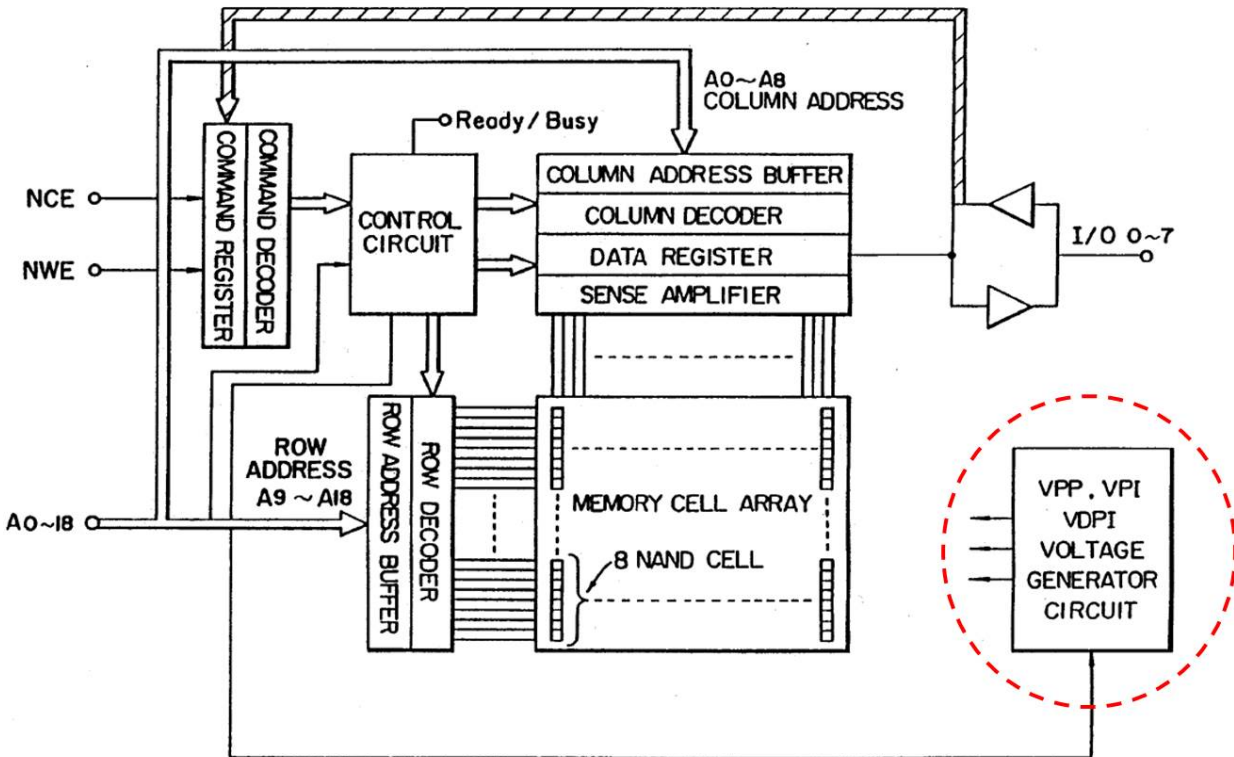 A0~A8
COLUMN ADDRESS
Ready/Busy
NCE
NWE
COMMAND REGISTER
COMMAND DECODER
CONTROL
CIRCUIT
COLUMN ADDRESS BUFFER
COLUMN DECODER
DATA REGISTER
SENSE AMPLIFIER
I/O 0~7
ROW
ADDRESS
A9~A18
A0~18
ROW ADDRESS BUFFER
ROW DECODER
MEMORY CELL ARRAY
8 NAND CELL
VPP, VPI
VDPI
VOLTAGE
GENERATOR
CIRCUIT